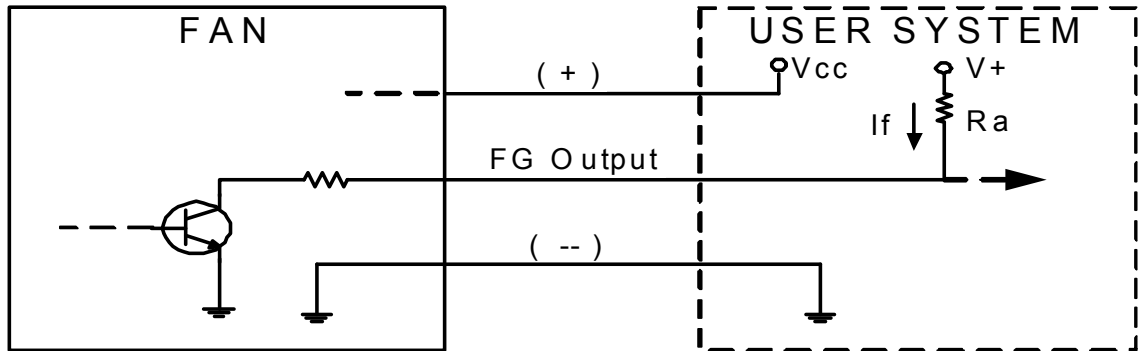 FAN
USER SYSTEM
( + )
Vcc
V+
If
Ra
FG Output
( -- )